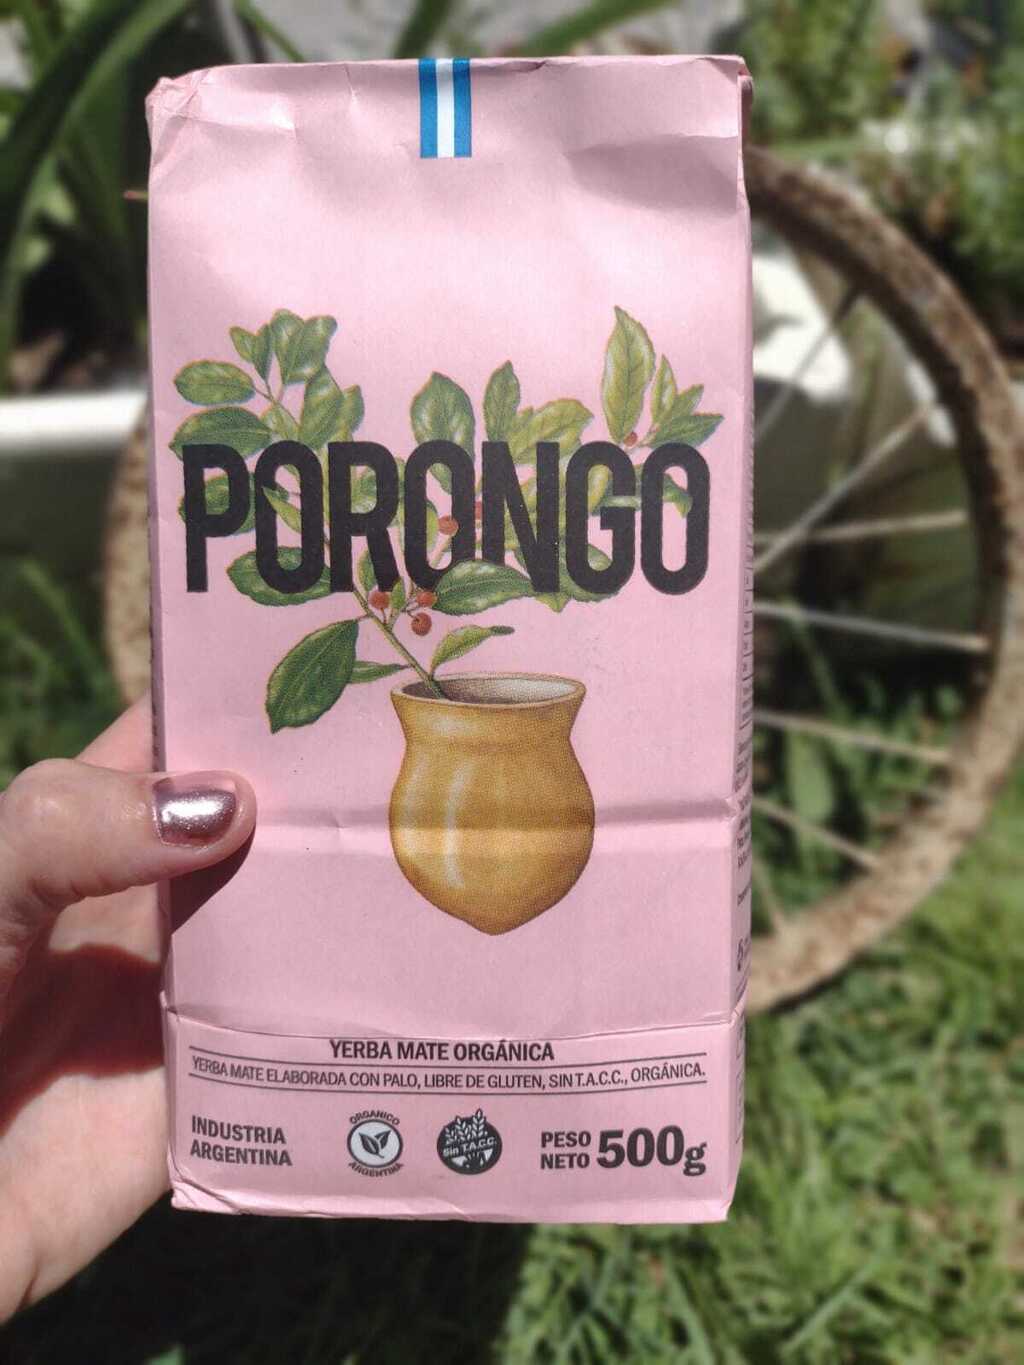 PORONGO
YERBA MATE ORGÁNICA
YERBA MATE ELABORADA CON PALO, LIBRE DE GLUTEN, SIN T.A.C.C., ORGÁNICA.
INDUSTRIA
ARGENTINA
ORGANICO
ARGENTINA
Sin T.A.C.C.
PESO
NETO 500g